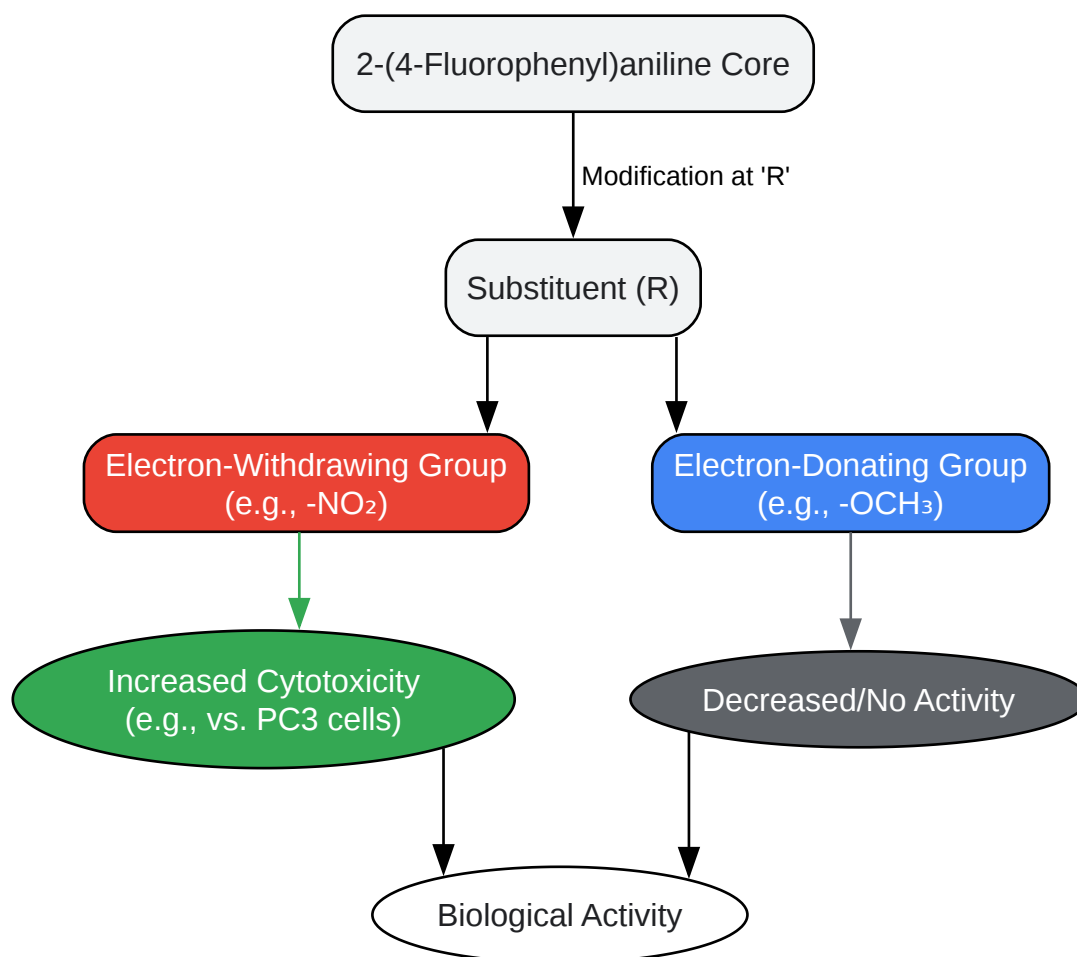 2-(4-Fluorophenyl)aniline Core
Modification at 'R'
Substituent (R)
Electron-Withdrawing Group
(e.g., -NO₂)
Electron-Donating Group
(e.g., -OCH₃)
Increased Cytotoxicity
(e.g., vs. PC3 cells)
Decreased/No Activity
Biological Activity